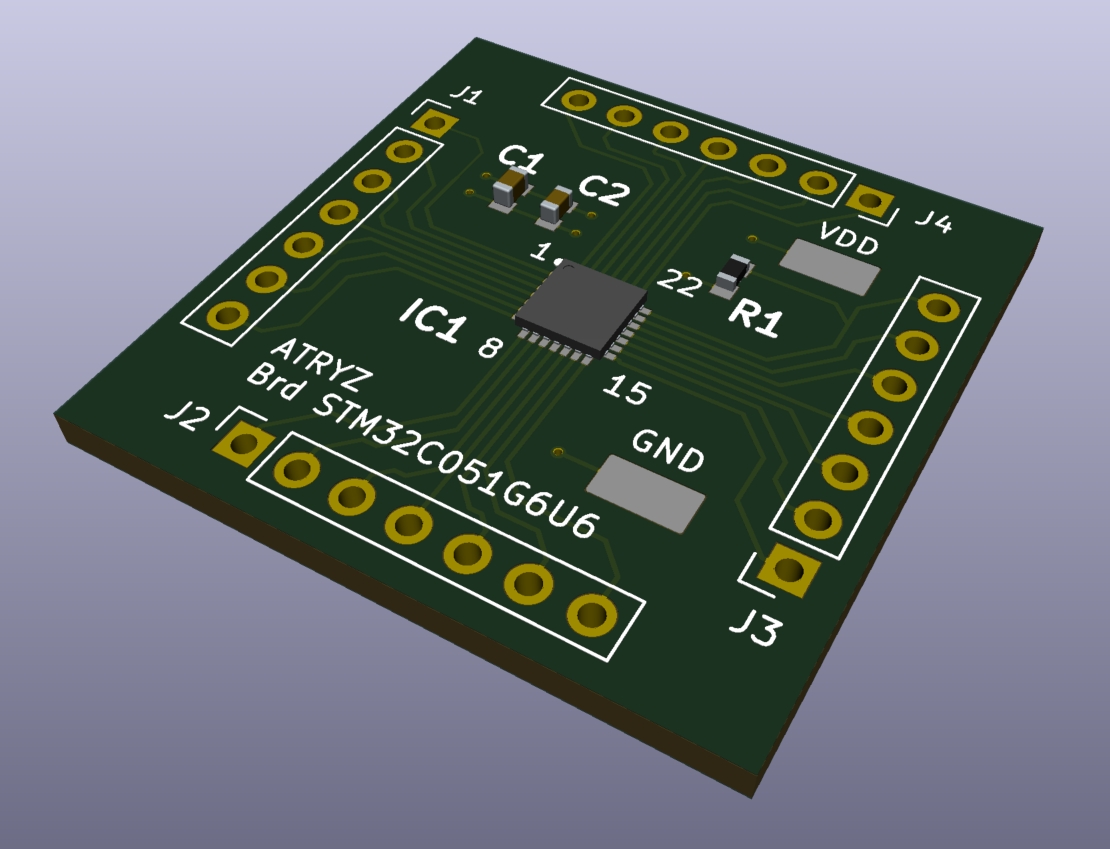 J1
C1
C2
J4
VDD
1
22
R1
IC1
8
15
ATRYZ
Brd STM32C051G6U6
J2
GND
J3